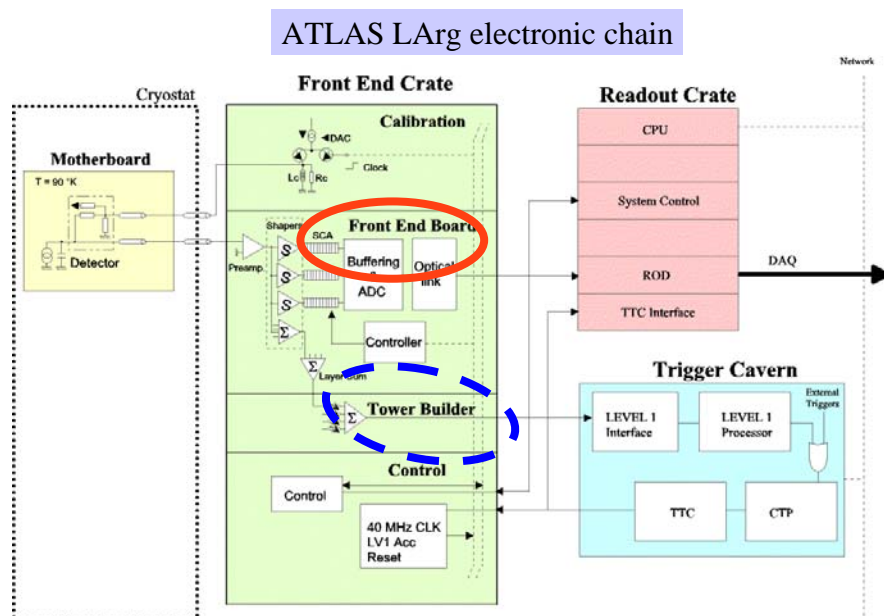 ATLAS LArg electronic chain
Network
Front End Crate
Cryostat
Readout Crate
Calibration
CPU
DAC
Motherboard
T = 90 °K
Clock
Lc
Rc
System Control
Shapers
SCA
Front End Board
Detector
S
Buffering
Optical
link
Preamp.
S
&
ADC
ROD
DAQ
S
TTC Interface
Σ
Controller
Σ
Layer Sum
Trigger Cavern
External
Triggers
Tower Builder
Σ
LEVEL 1
Interface
LEVEL 1
Processor
Control
Control
TTC
CTP
40 MHz CLK
LV1 Acc
Reset